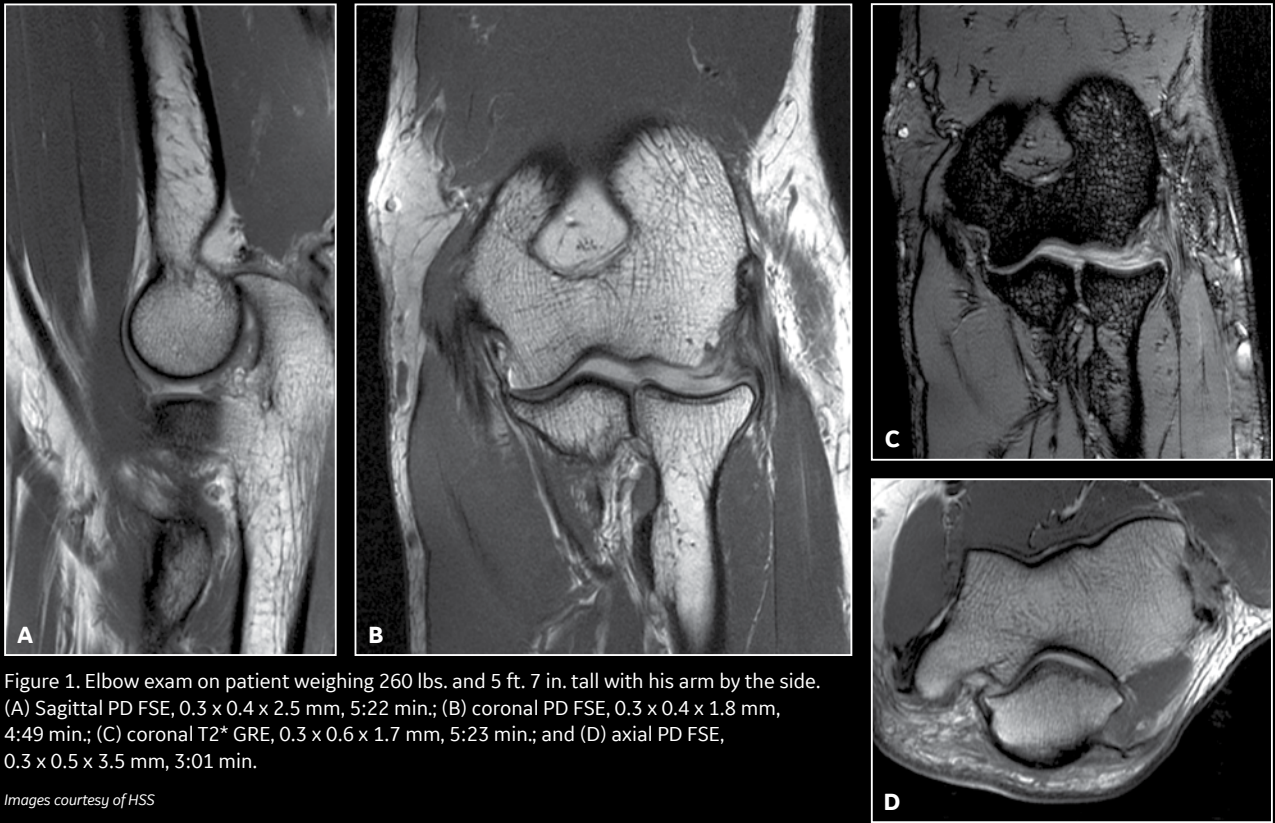 A
B
C
D
Figure 1. Elbow exam on patient weighing 260 lbs. and 5 ft. 7 in. tall with his arm by the side.
(A) Sagittal PD FSE, 0.3 x 0.4 x 2.5 mm, 5:22 min.; (B) coronal PD FSE, 0.3 x 0.4 x 1.8 mm,
4:49 min.; (C) coronal T2* GRE, 0.3 x 0.6 x 1.7 mm, 5:23 min.; and (D) axial PD FSE,
0.3 x 0.5 x 3.5 mm, 3:01 min.
Images courtesy of HSS